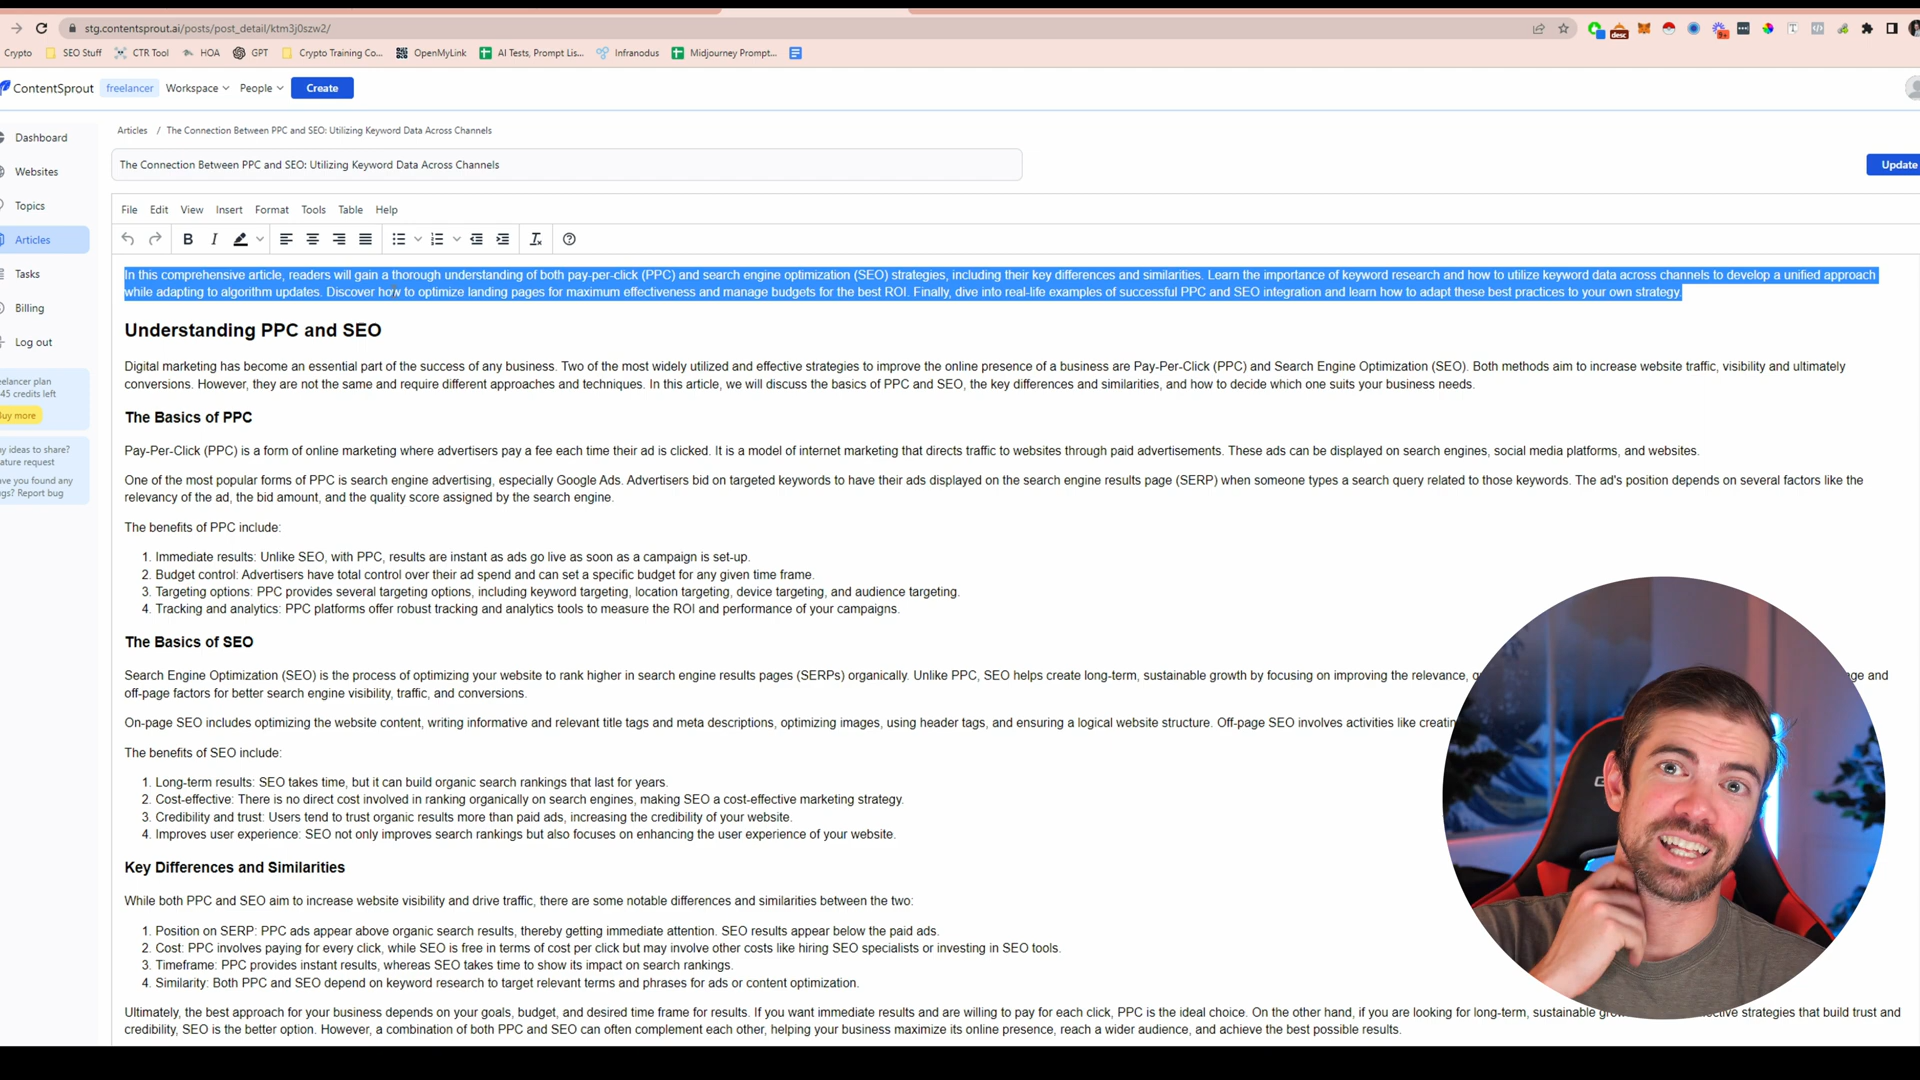 stg.contentsprout.ai/posts/post_detail/ktm3j0szw2/
desc
Crypto SEO Stuff CTR Tool HOA GPT Crypto Training Co... OpenMyLink AI Tests, Prompt Lis... Infranodus Midjourney Prompt...
ContentSprout freelancer Workspace People Create
Dashboard
Websites
Topics
Articles
Tasks
Billing
Log out
eelancer plan
45 credits left
Buy more
ny ideas to share?
ature request
ave you found any
gs? Report bug
Articles / The Connection Between PPC and SEO: Utilizing Keyword Data Across Channels
The Connection Between PPC and SEO: Utilizing Keyword Data Across Channels
Update
File Edit View Insert Format Tools Table Help
B I
In this comprehensive article, readers will gain a thorough understanding of both pay-per-click (PPC) and search engine optimization (SEO) strategies, including their key differences and similarities. Learn the importance of keyword research and how to utilize keyword data across channels to develop a unified approach
while adapting to algorithm updates. Discover how to optimize landing pages for maximum effectiveness and manage budgets for the best ROI. Finally, dive into real-life examples of successful PPC and SEO integration and learn how to adapt these best practices to your own strategy.
Understanding PPC and SEO
Digital marketing has become an essential part of the success of any business. Two of the most widely utilized and effective strategies to improve the online presence of a business are Pay-Per-Click (PPC) and Search Engine Optimization (SEO). Both methods aim to increase website traffic, visibility and ultimately
conversions. However, they are not the same and require different approaches and techniques. In this article, we will discuss the basics of PPC and SEO, the key differences and similarities, and how to decide which one suits your business needs.
The Basics of PPC
Pay-Per-Click (PPC) is a form of online marketing where advertisers pay a fee each time their ad is clicked. It is a model of internet marketing that directs traffic to websites through paid advertisements. These ads can be displayed on search engines, social media platforms, and websites.
One of the most popular forms of PPC is search engine advertising, especially Google Ads. Advertisers bid on targeted keywords to have their ads displayed on the search engine results page (SERP) when someone types a search query related to those keywords. The ad's position depends on several factors like the
relevancy of the ad, the bid amount, and the quality score assigned by the search engine.
The benefits of PPC include:
1. Immediate results: Unlike SEO, with PPC, results are instant as ads go live as soon as a campaign is set-up.
2. Budget control: Advertisers have total control over their ad spend and can set a specific budget for any given time frame.
3. Targeting options: PPC provides several targeting options, including keyword targeting, location targeting, device targeting, and audience targeting.
4. Tracking and analytics: PPC platforms offer robust tracking and analytics tools to measure the ROI and performance of your campaigns.
The Basics of SEO
Search Engine Optimization (SEO) is the process of optimizing your website to rank higher in search engine results pages (SERPs) organically. Unlike PPC, SEO helps create long-term, sustainable growth by focusing on improving the relevance, and
off-page factors for better search engine visibility, traffic, and conversions.
On-page SEO includes optimizing the website content, writing informative and relevant title tags and meta descriptions, optimizing images, using header tags, and ensuring a logical website structure. Off-page SEO involves activities like creatin
The benefits of SEO include:
1. Long-term results: SEO takes time, but it can build organic search rankings that last for years.
2. Cost-effective: There is no direct cost involved in ranking organically on search engines, making SEO a cost-effective marketing strategy.
3. Credibility and trust: Users tend to trust organic results more than paid ads, increasing the credibility of your website.
4. Improves user experience: SEO not only improves search rankings but also focuses on enhancing the user experience of your website.
Key Differences and Similarities
While both PPC and SEO aim to increase website visibility and drive traffic, there are some notable differences and similarities between the two:
1. Position on SERP: PPC ads appear above organic search results, thereby getting immediate attention. SEO results appear below the paid ads.
2. Cost: PPC involves paying for every click, while SEO is free in terms of cost per click but may involve other costs like hiring SEO specialists or investing in SEO tools.
3. Timeframe: PPC provides instant results, whereas SEO takes time to show its impact on search rankings.
4. Similarity: Both PPC and SEO depend on keyword research to target relevant terms and phrases for ads or content optimization.
Ultimately, the best approach for your business depends on your goals, budget, and desired time frame for results. If you want immediate results and are willing to pay for each click, PPC is the ideal choice. On the other hand, if you are looking for long-term, sustainable strategies that build trust and
credibility, SEO is the better option. However, a combination of both PPC and SEO can often complement each other, helping your business maximize its online presence, reach a wider audience, and achieve the best possible results.